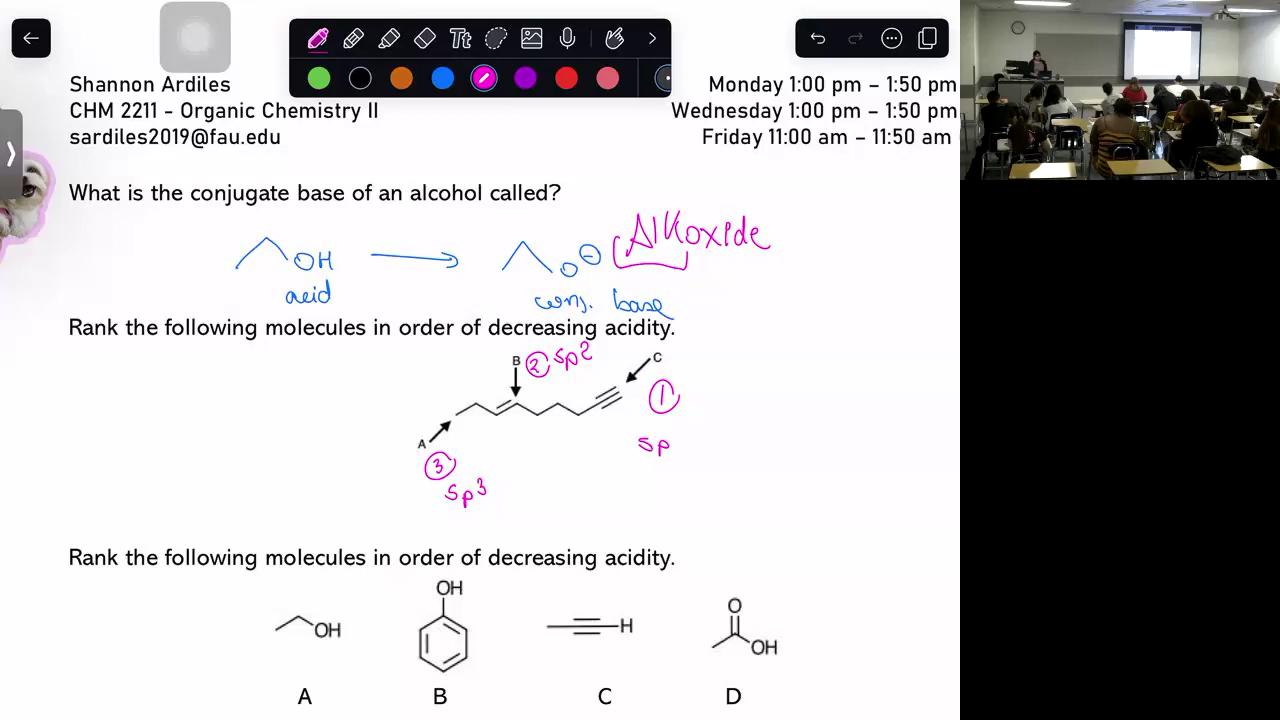 Tt
Shannon Ardiles
CHM 2211 - Organic Chemistry II
sardiles2019@fau.edu
Monday 1:00 pm – 1:50 pm
Wednesday 1:00 pm – 1:50 pm
Friday 11:00 am – 11:50 am
What is the conjugate base of an alcohol called?
OH
O⊖
Alkoxide
acid
conj. base
Rank the following molecules in order of decreasing acidity.
B 2 sp2
C
1
sp
A
3
sp3
Rank the following molecules in order of decreasing acidity.
OH OH H O OH
A B C D